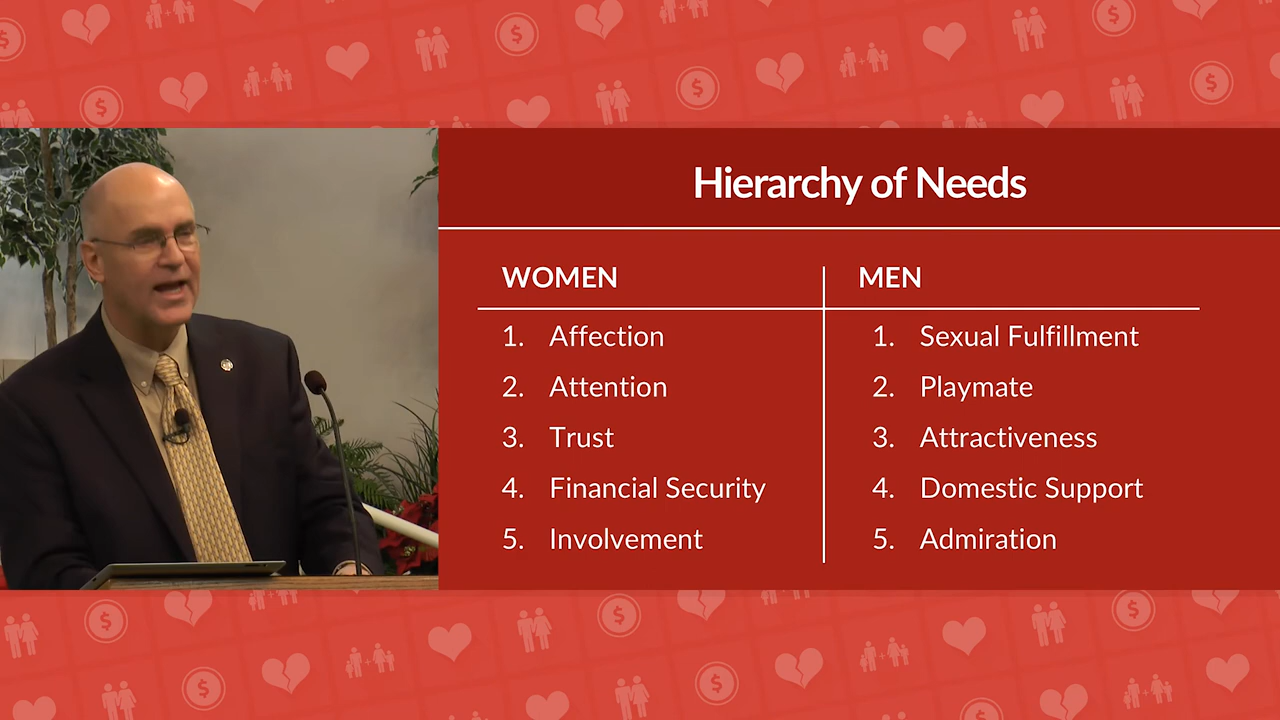 Hierarchy of Needs
WOMEN
1. Affection
2. Attention
3. Trust
4. Financial Security
5. Involvement
MEN
1. Sexual Fulfillment
2. Playmate
3. Attractiveness
4. Domestic Support
5. Admiration